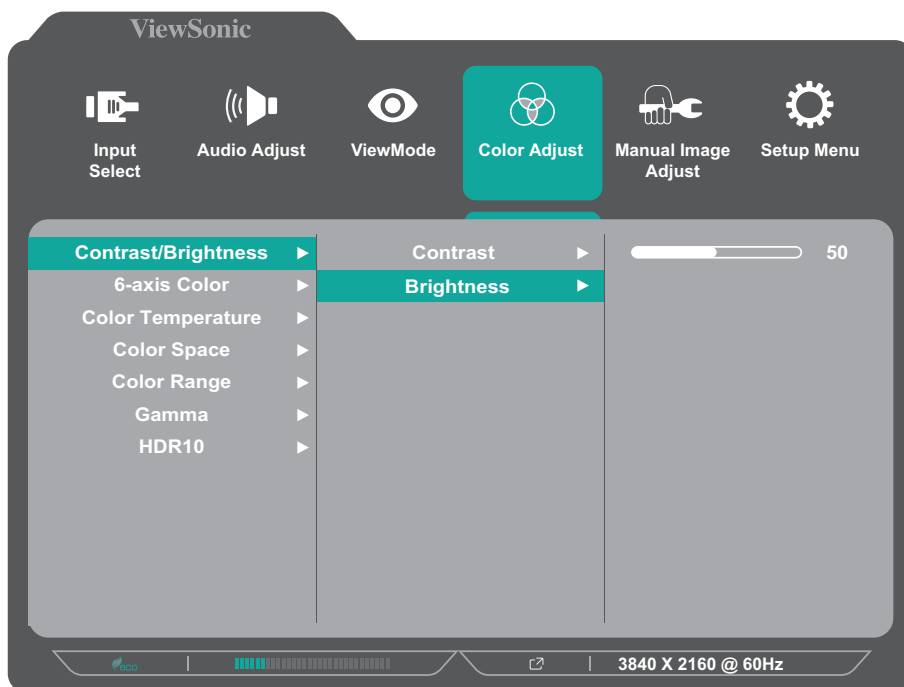 ViewSonic
Input
Select
Audio Adjust
ViewMode
Color Adjust
Manual Image
Adjust
Setup Menu
Contrast/Brightness
6-axis Color
Color Temperature
Color Space
Color Range
Gamma
HDR10
Contrast
Brightness
50
eco
3840 X 2160 @ 60Hz